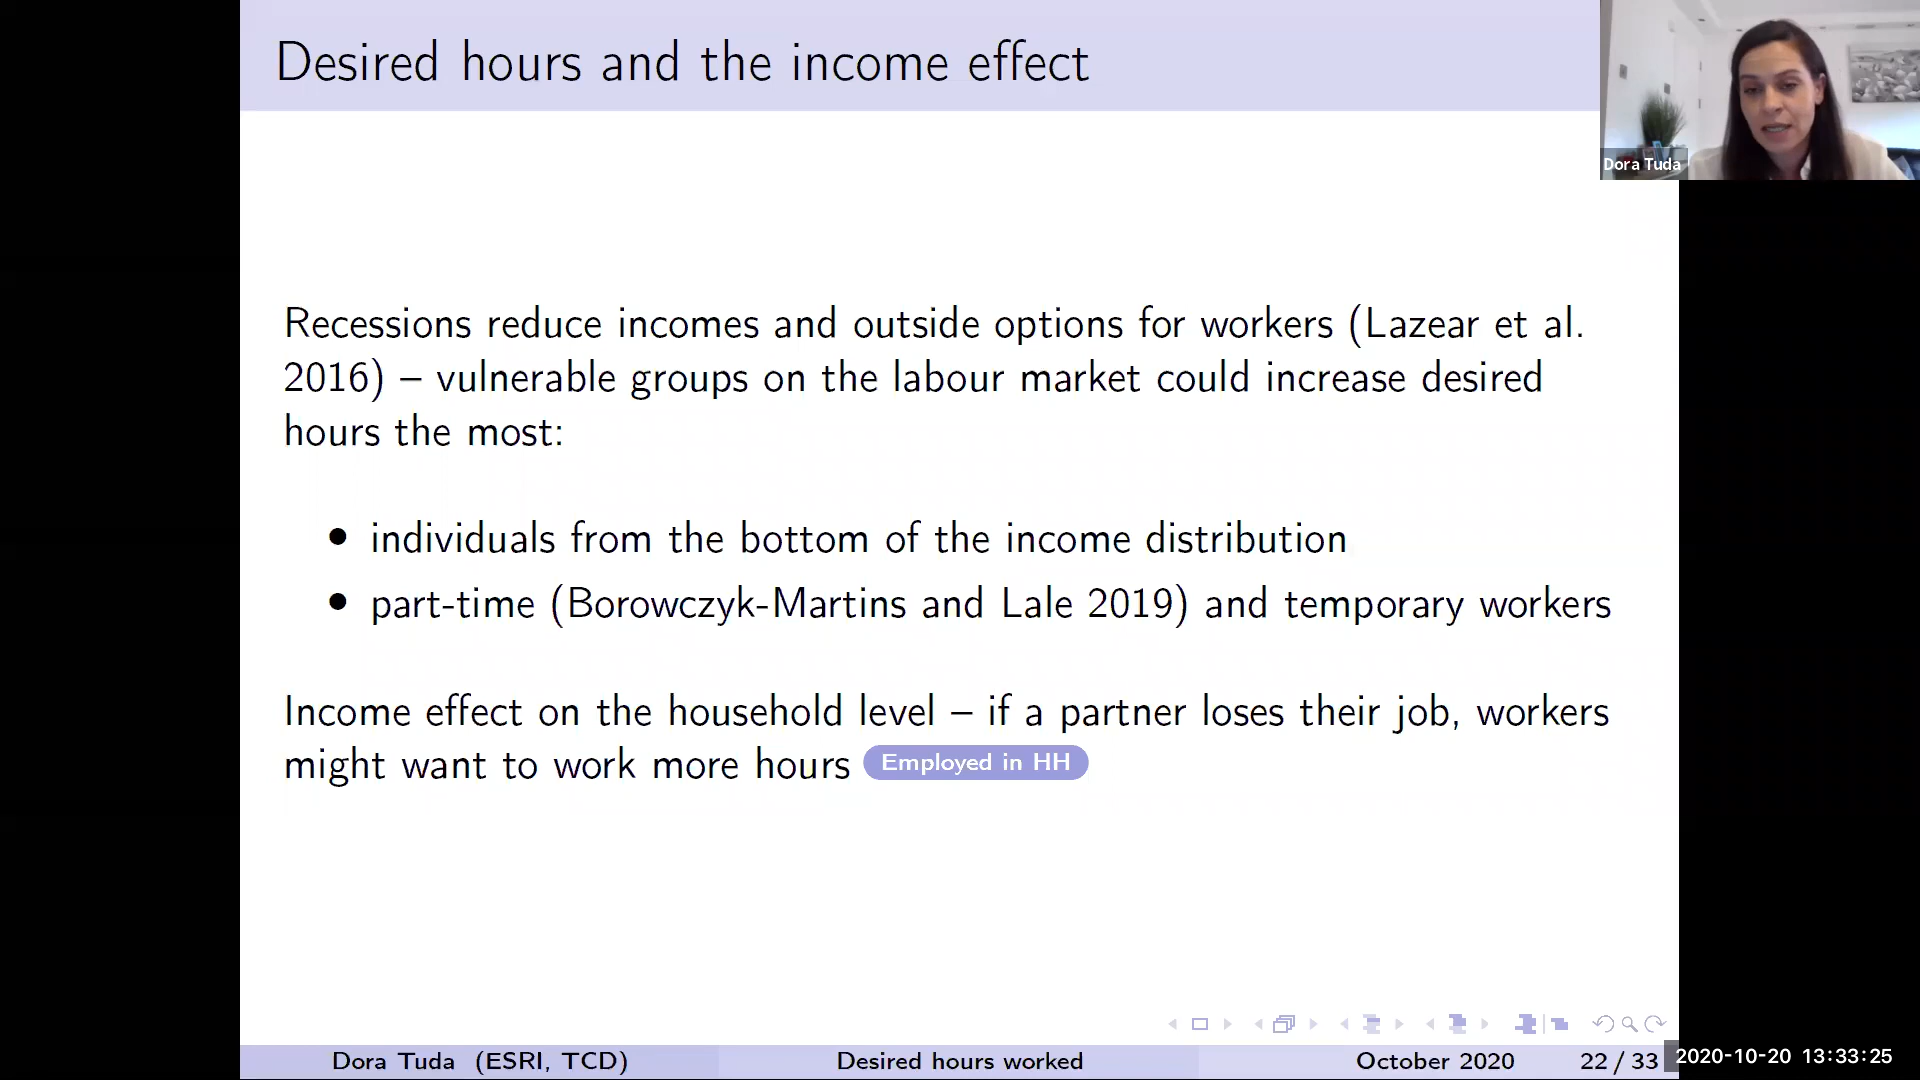 Desired hours and the income effect
Dora Tuda
Recessions reduce incomes and outside options for workers (Lazear et al.
2016) – vulnerable groups on the labour market could increase desired
hours the most:
• individuals from the bottom of the income distribution
• part-time (Borowczyk-Martins and Lale 2019) and temporary workers
Income effect on the household level – if a partner loses their job, workers
might want to work more hours Employed in HH
Dora Tuda (ESRI, TCD) Desired hours worked October 2020 22 / 33
2020-10-20 13:33:25